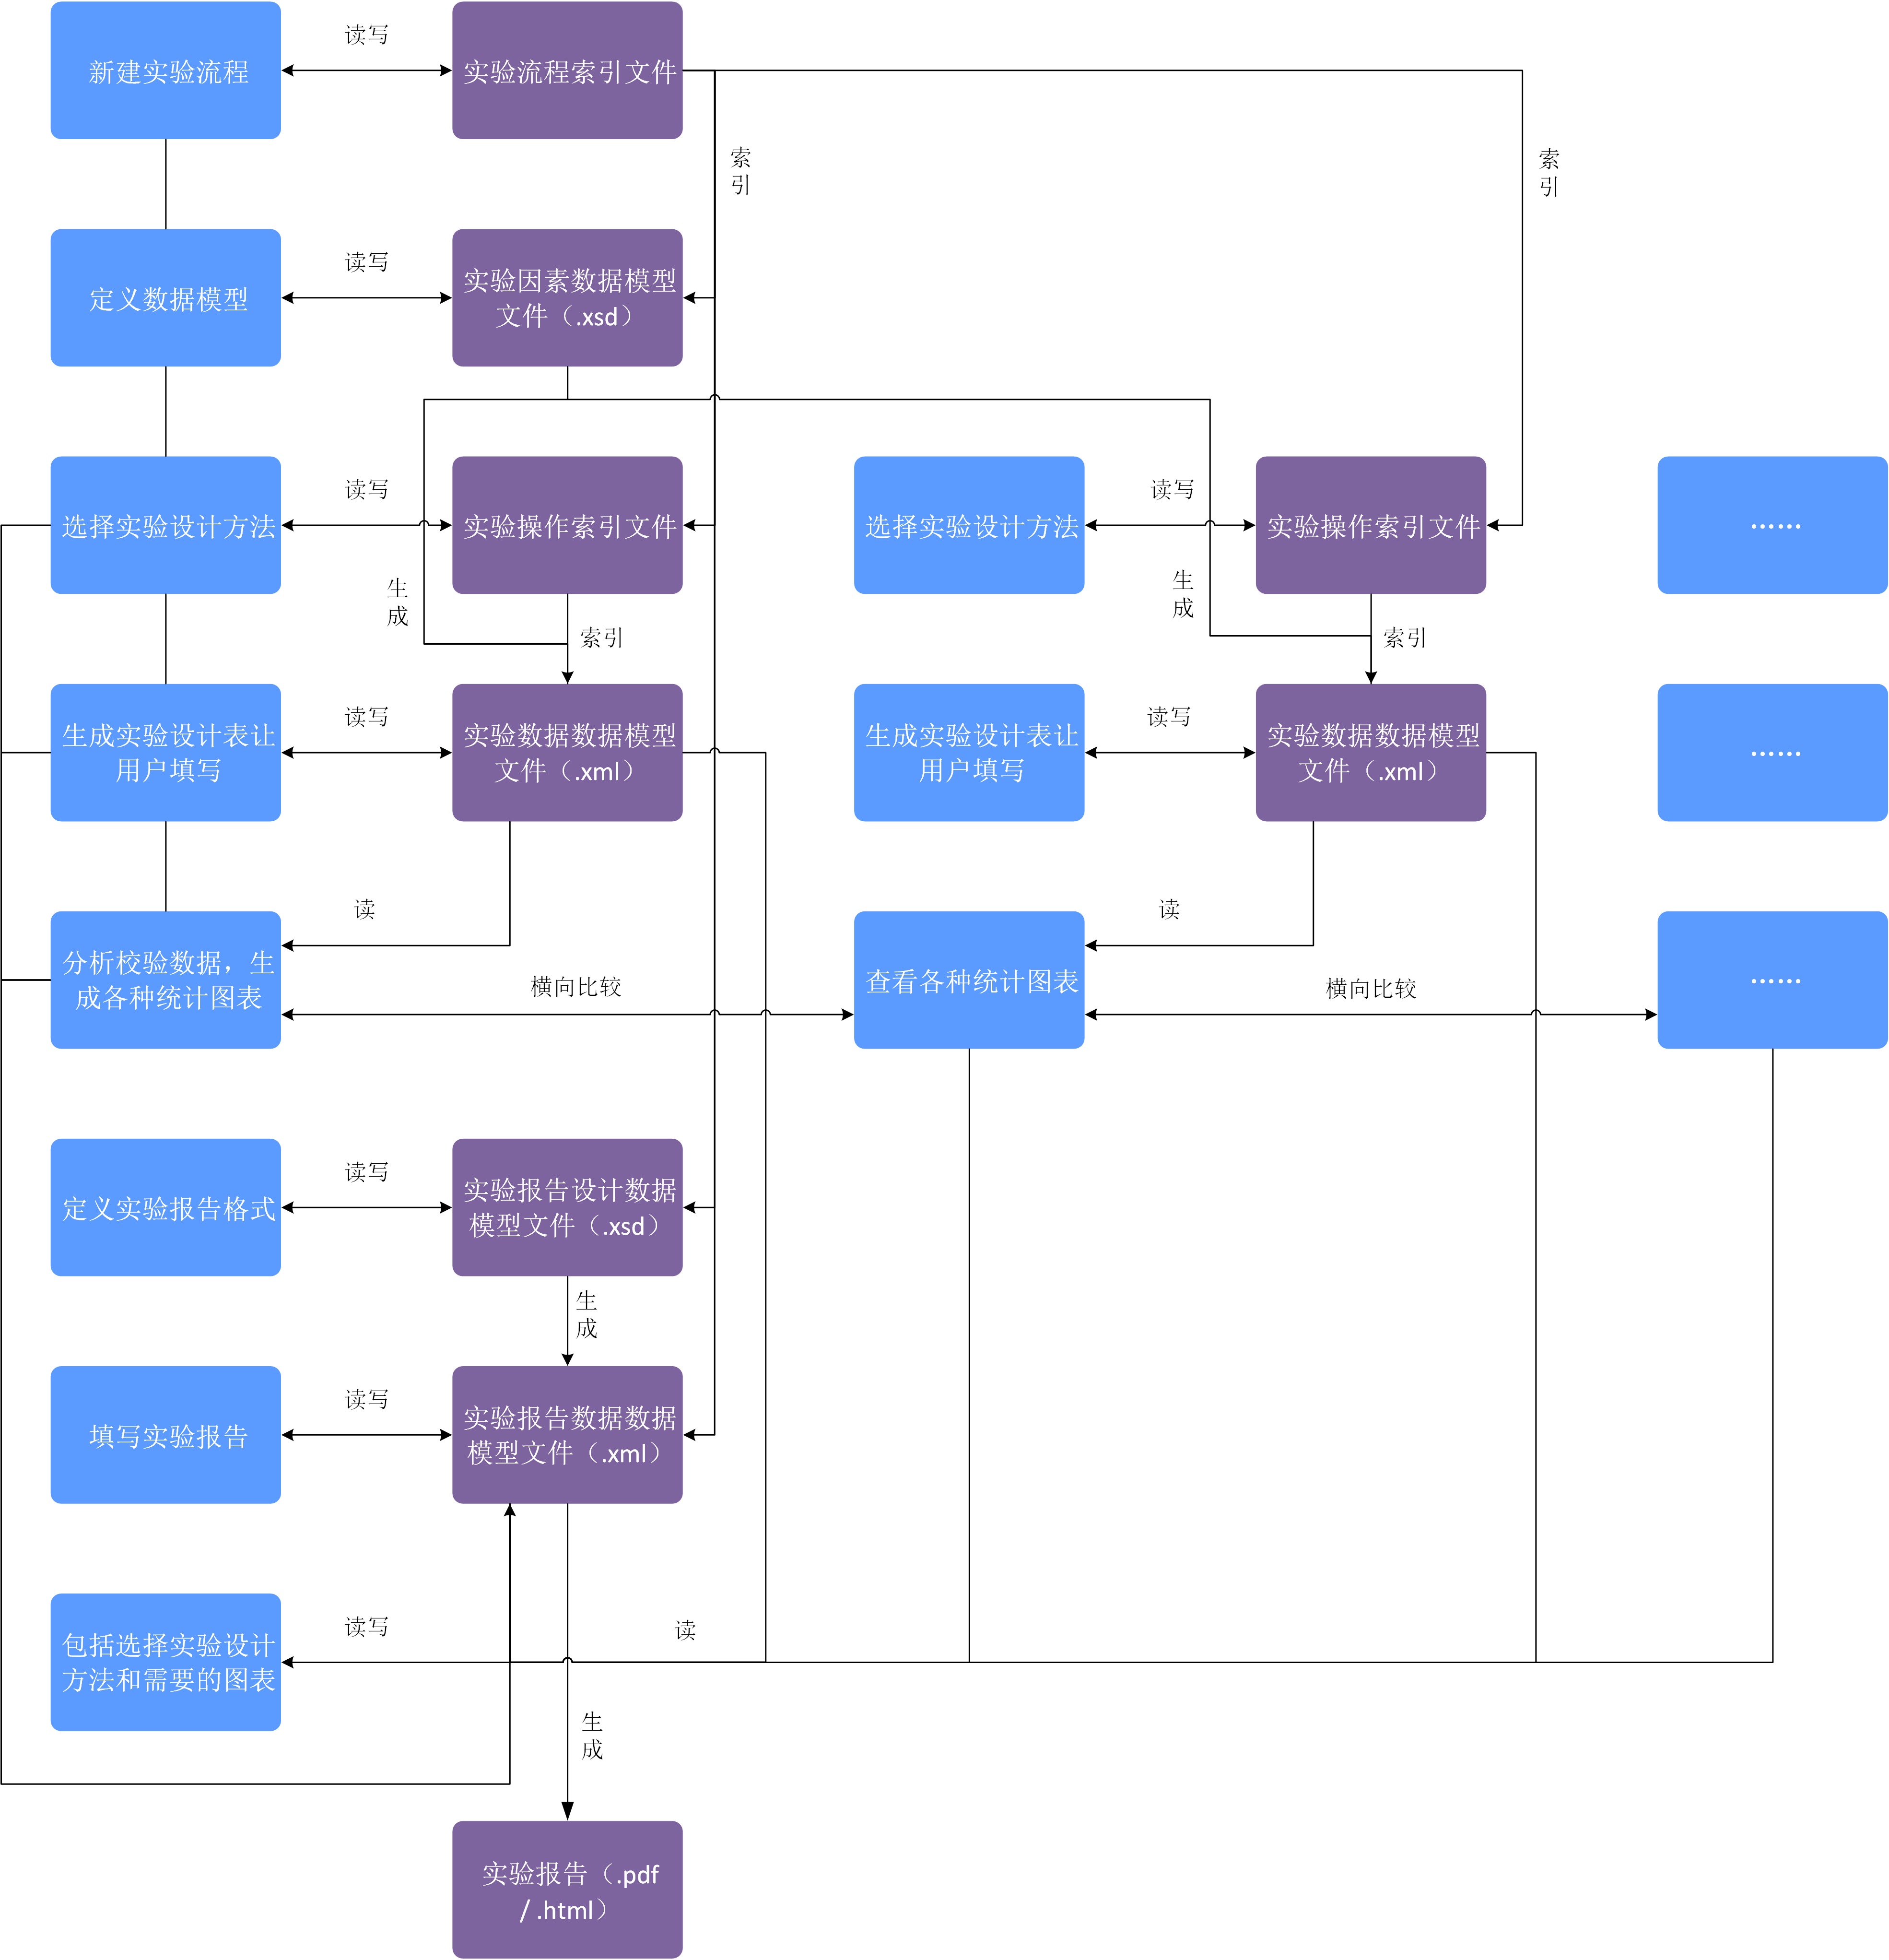 新建实验流程
读写
实验流程索引文件
索
引
索
引
定义数据模型
读写
实验因素数据模型
文件（.xsd）
选择实验设计方法
读写
实验操作索引文件
选择实验设计方法
读写
实验操作索引文件
……
生
成
索引
生
成
索引
生成实验设计表让
用户填写
读写
实验数据数据模型
文件（.xml）
生成实验设计表让
用户填写
读写
实验数据数据模型
文件（.xml）
……
分析校验数据，生
成各种统计图表
读
横向比较
查看各种统计图表
读
横向比较
……
定义实验报告格式
读写
实验报告设计数据
模型文件（.xsd）
生
成
填写实验报告
读写
实验报告数据数据
模型文件（.xml）
包括选择实验设计
方法和需要的图表
读写
读
生
成
实验报告（.pdf
/ .html）